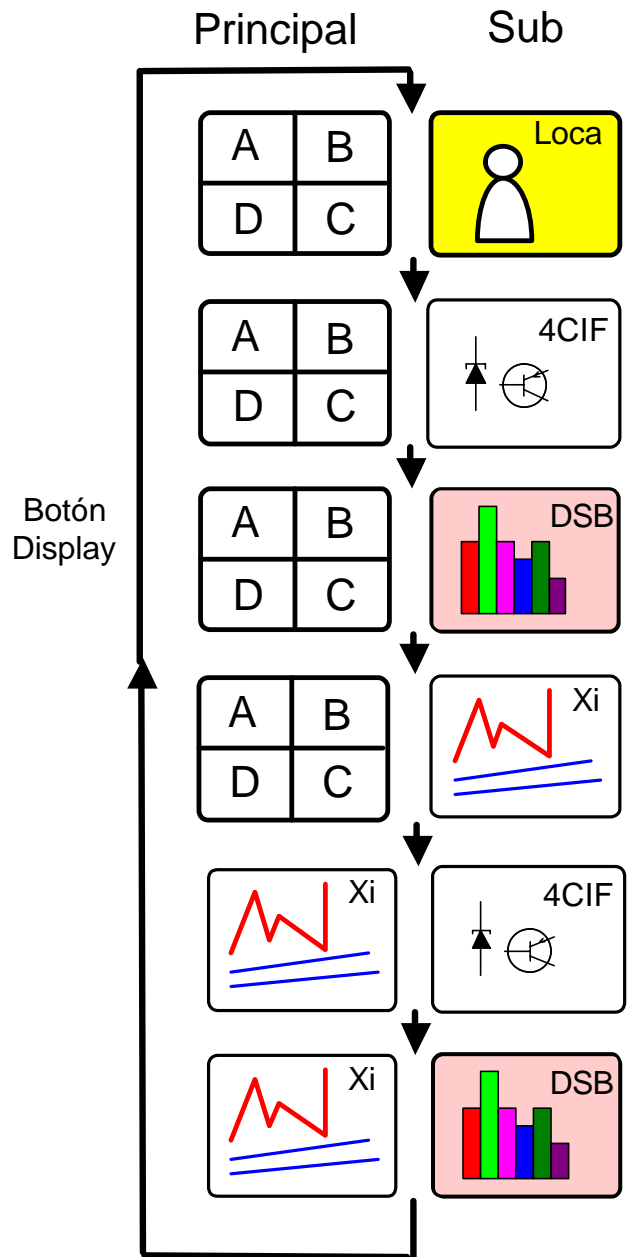 Principal Sub
A B Loca
D C
A B 4CIF
D C
Botón
Display
A B DSB
D C
A B Xi
D C
Xi 4CIF
Xi DSB